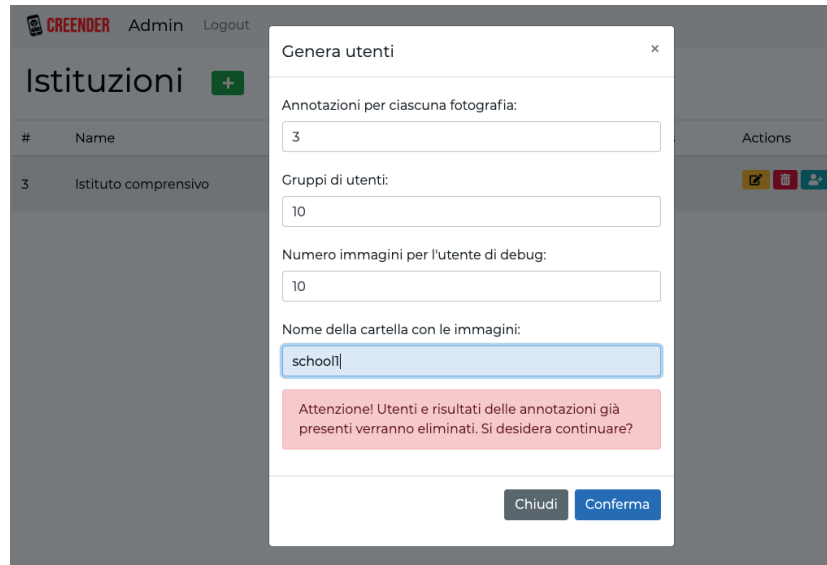 CREENDER Admin Logout
Genera utenti ×
Istituzioni +
Annotazioni per ciascuna fotografia:
# Name Actions
3
3 Istituto comprensivo
Gruppi di utenti:
10
Numero immagini per l'utente di debug:
10
Nome della cartella con le immagini:
school1
Attenzione! Utenti e risultati delle annotazioni già
presenti verranno eliminati. Si desidera continuare?
Chiudi Conferma